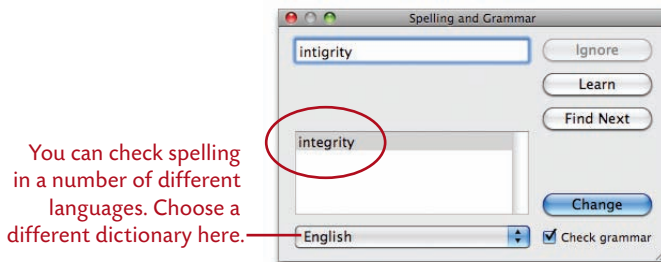 Spelling and Grammar
intigrity
Ignore
Learn
Find Next
integrity
You can check spelling
in a number of different
languages. Choose a
different dictionary here.
Change
English
Check grammar